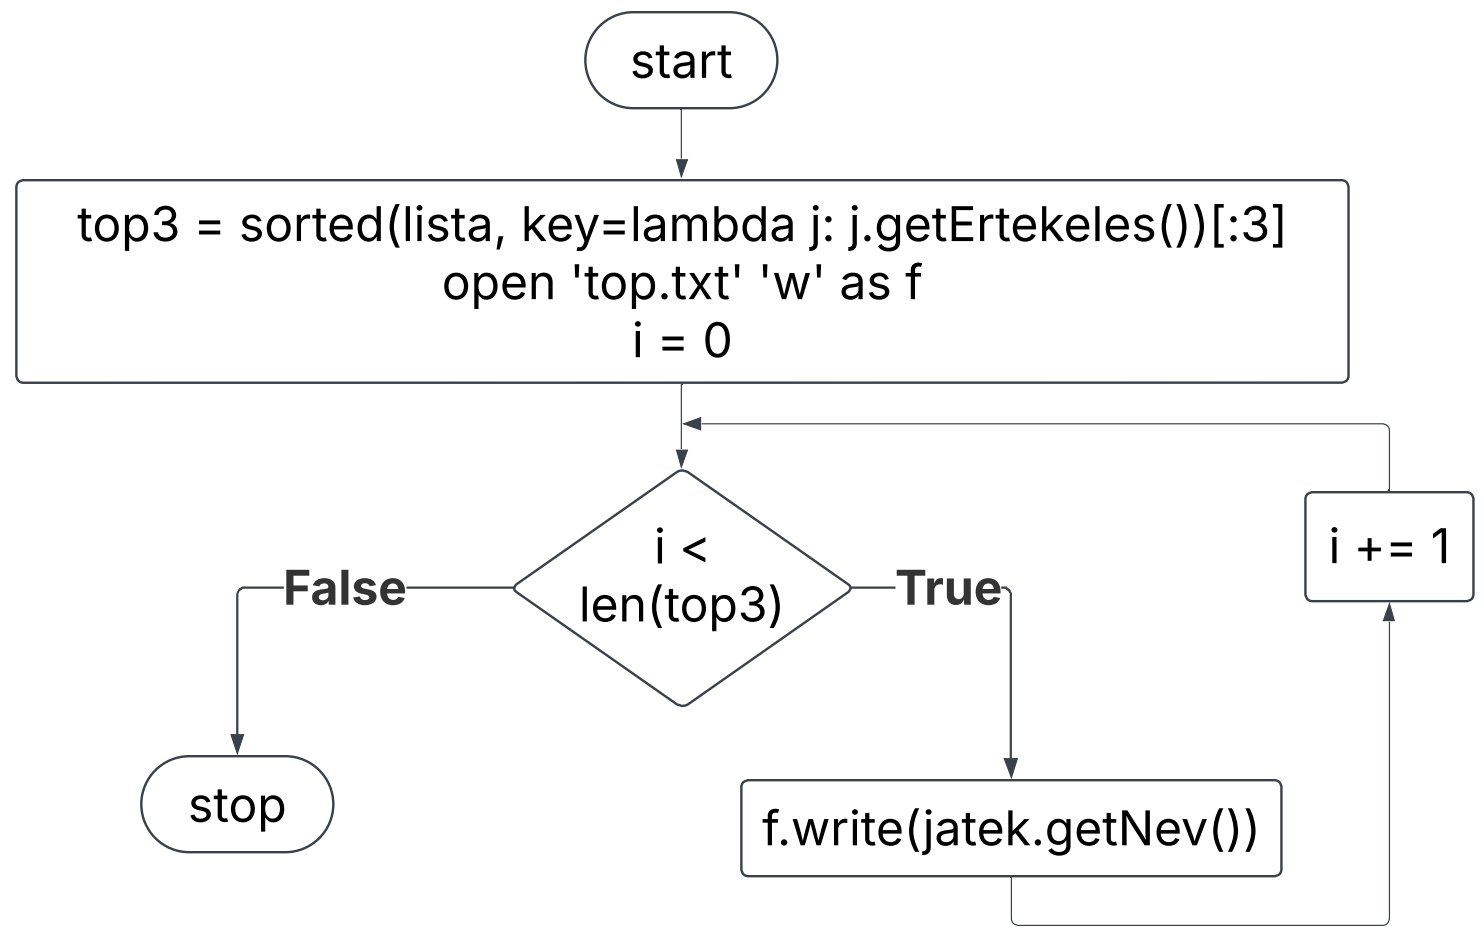 start
top3 = sorted(lista, key=lambda j: j.getErtekeles())[:3]
open 'top.txt' 'w' as f
i = 0
i <
len(top3)
False
True
i += 1
stop
f.write(jatek.getNev())